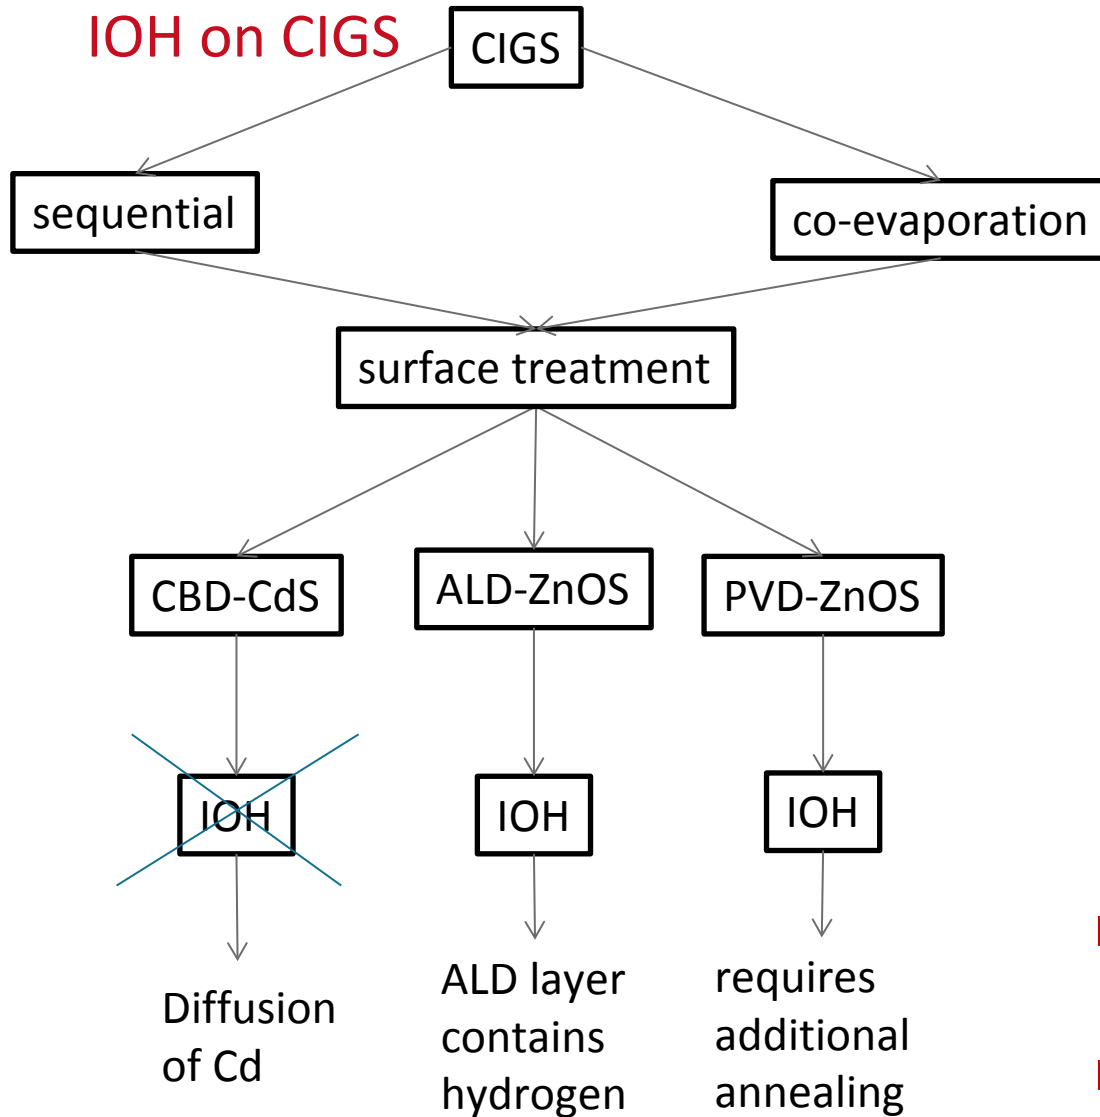 IOH on CIGS
CIGS
sequential
co-evaporation
surface treatment
CBD-CdS
ALD-ZnOS
PVD-ZnOS
IOH
IOH
IOH
Diffusion
of Cd
ALD layer
contains
hydrogen
requires
additional
annealing